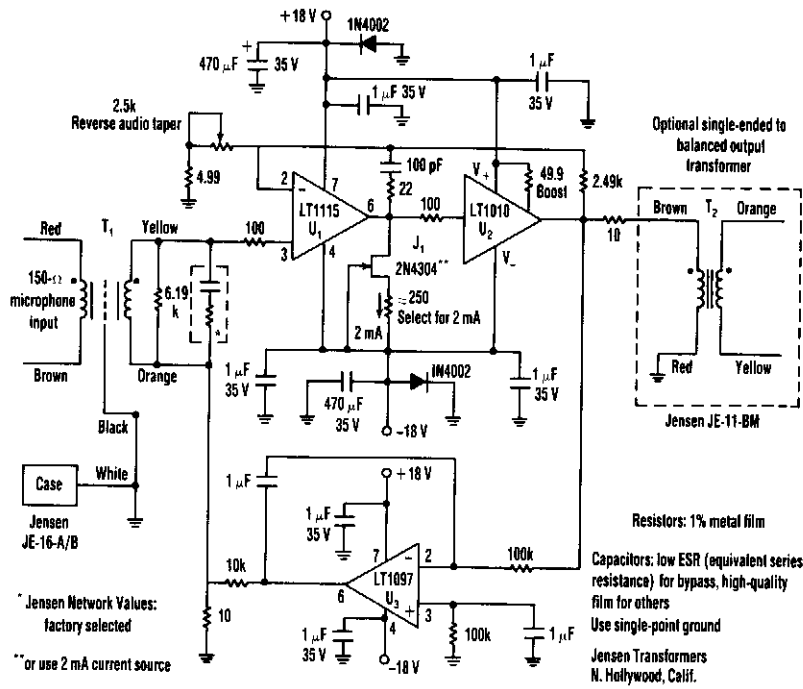 +18 V
1N4002
+
470 µF
35 V
1 µF 35 V
1 µF
35 V
2.5k
Reverse audio taper
4.99
100 pF
22
V+
49.9
Boost
2.49k
Optional single-ended to
balanced output
transformer
2
−
7
LT1115
U1
6
3
4
100
100
LT1010
U2
V−
10
Brown
T2
Orange
Red
Yellow
Jensen JE-11-BM
Red
T1
Yellow
150-Ω
microphone
input
6.19
k
*
Brown
Orange
Black
White
Case
Jensen
JE-16-A/B
J1
2N4304**
≈250
Select for 2 mA
2 mA
1 µF
35 V
470 µF
35 V
IN4002
1 µF
35 V
−18 V
1 µF
+18 V
1 µF
35 V
7
−
2
100k
LT1097
6
U3
+
3
4
10k
10
1 µF
35 V
−18 V
100k
1 µF
* Jensen Network Values:
factory selected
**or use 2 mA current source
Resistors: 1% metal film
Capacitors: low ESR (equivalent series
resistance) for bypass, high-quality
film for others
Use single-point ground
Jensen Transformers
N. Hollywood, Calif.